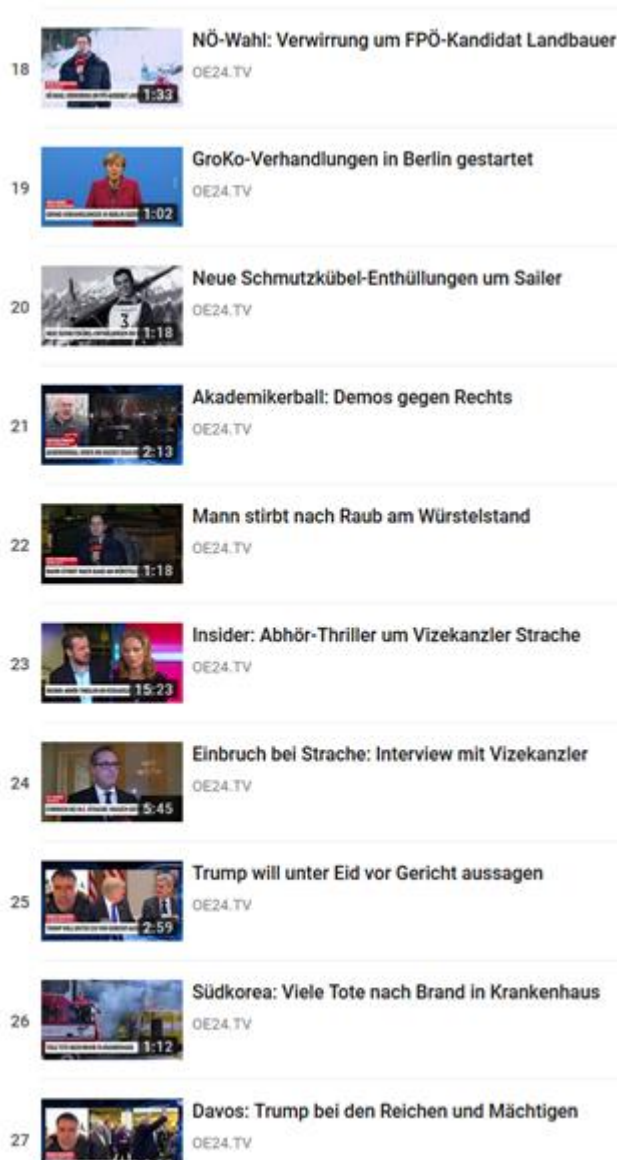 18
NÖ-Wahl: Verwirrung um FPÖ-Kandidat Landbauer
OE24.TV
1:33
19
GroKo-Verhandlungen in Berlin gestartet
OE24.TV
1:02
20
Neue Schmutzkübel-Enthüllungen um Sailer
OE24.TV
3
1:18
21
Akademikerball: Demos gegen Rechts
OE24.TV
2:13
22
Mann stirbt nach Raub am Würstelstand
OE24.TV
1:18
23
Insider: Abhör-Thriller um Vizekanzler Strache
OE24.TV
15:23
24
Einbruch bei Strache: Interview mit Vizekanzler
OE24.TV
5:45
25
Trump will unter Eid vor Gericht aussagen
OE24.TV
2:59
26
Südkorea: Viele Tote nach Brand in Krankenhaus
OE24.TV
1:12
27
Davos: Trump bei den Reichen und Mächtigen
OE24.TV